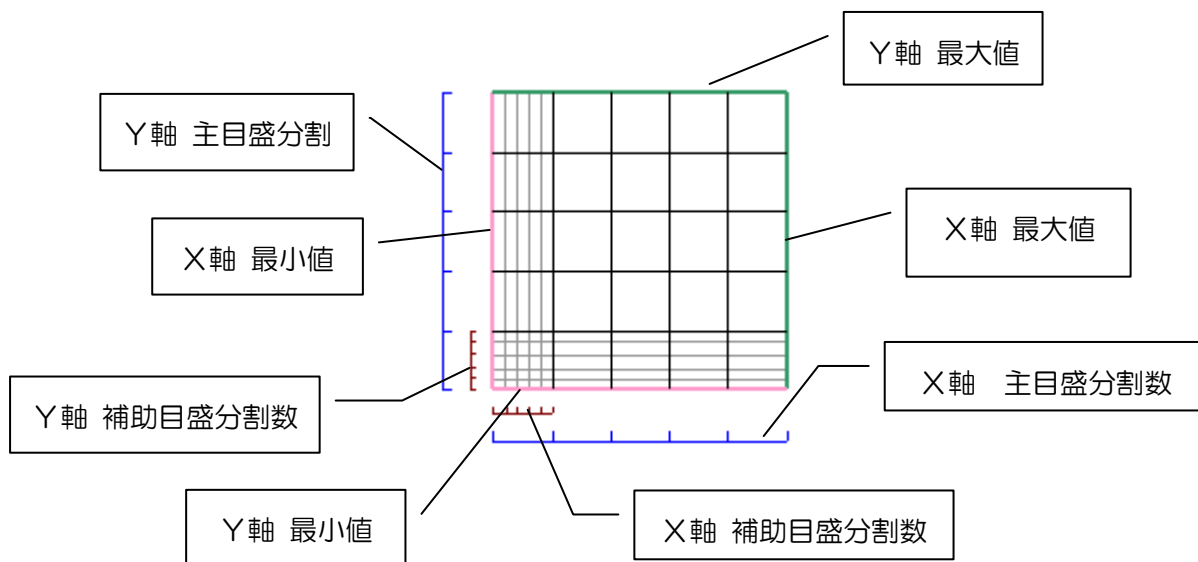 Y軸 最大値
Y軸 主目盛分割
X軸 最大値
X軸 最小値
X軸　主目盛分割数
Y軸 補助目盛分割数
Y軸 最小値
X軸 補助目盛分割数